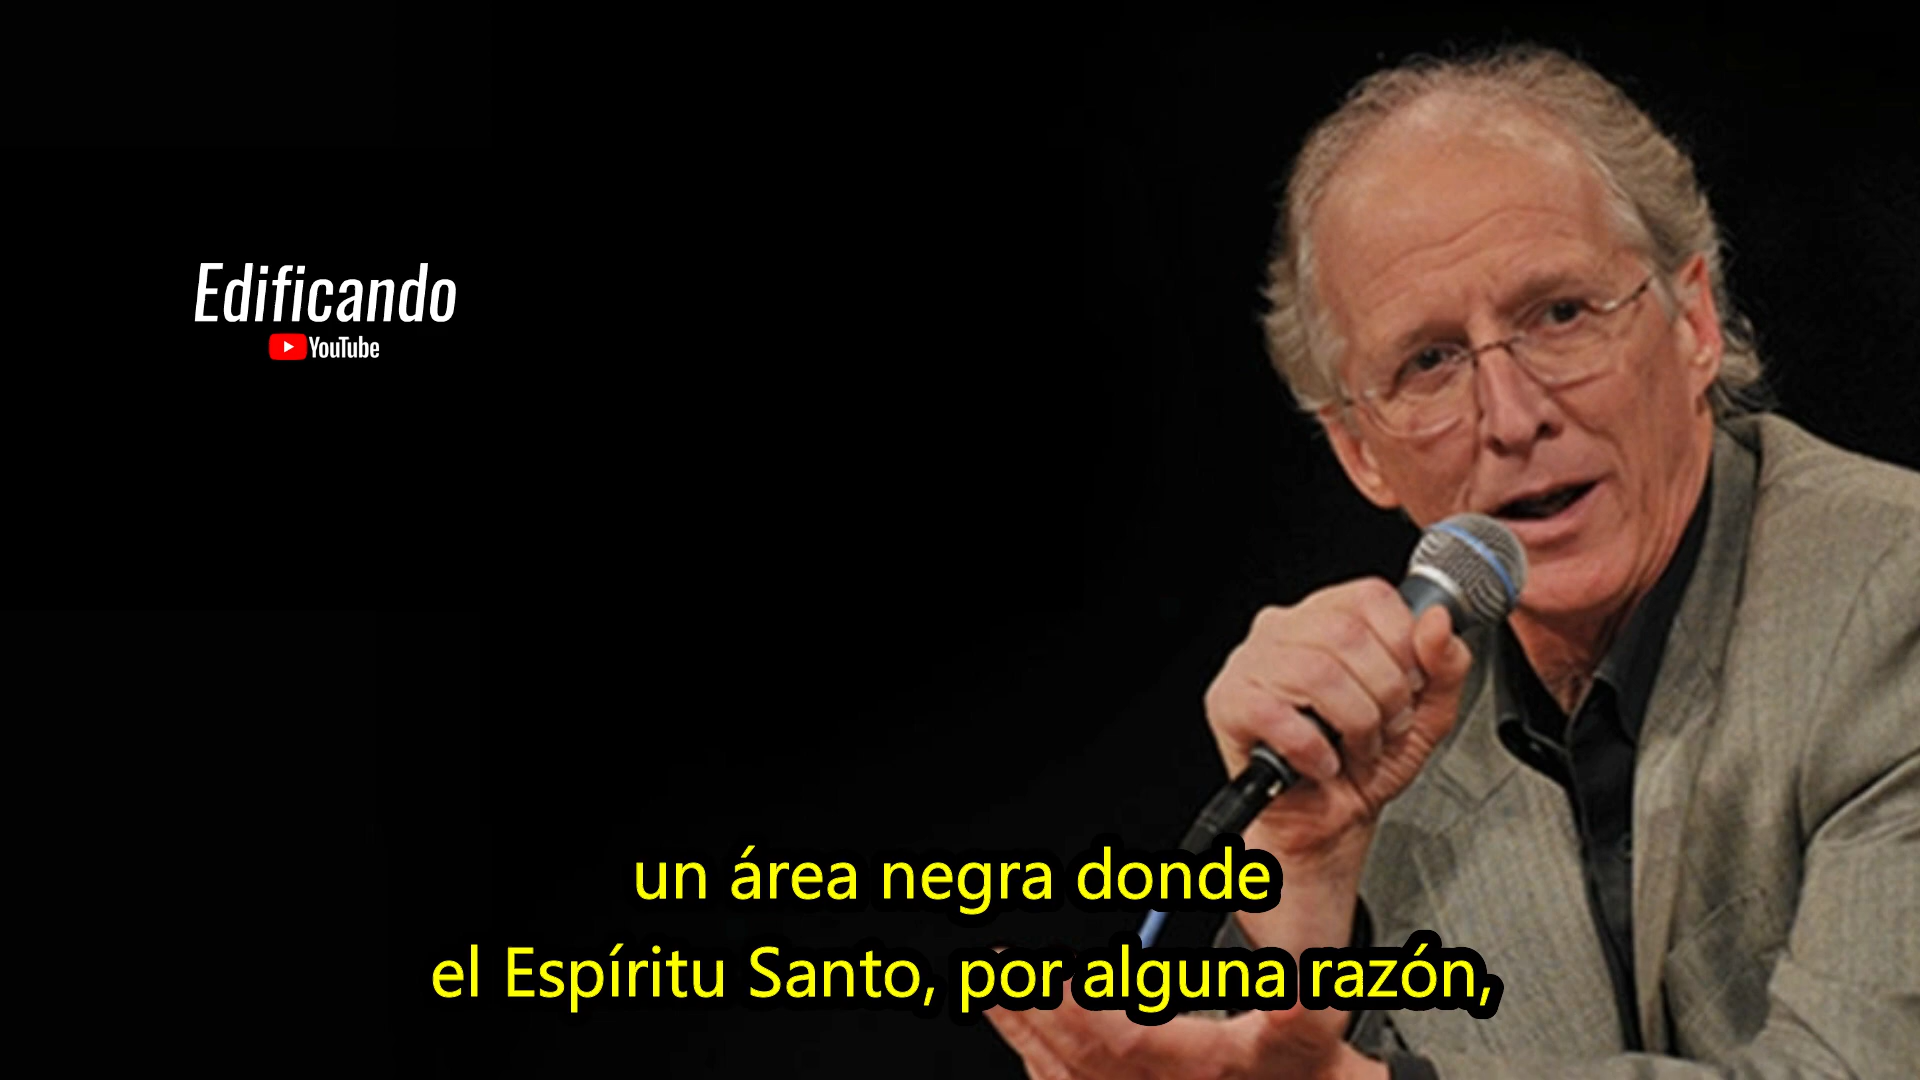 Edificando
YouTube
un área negra donde
el Espíritu Santo, por alguna razón,